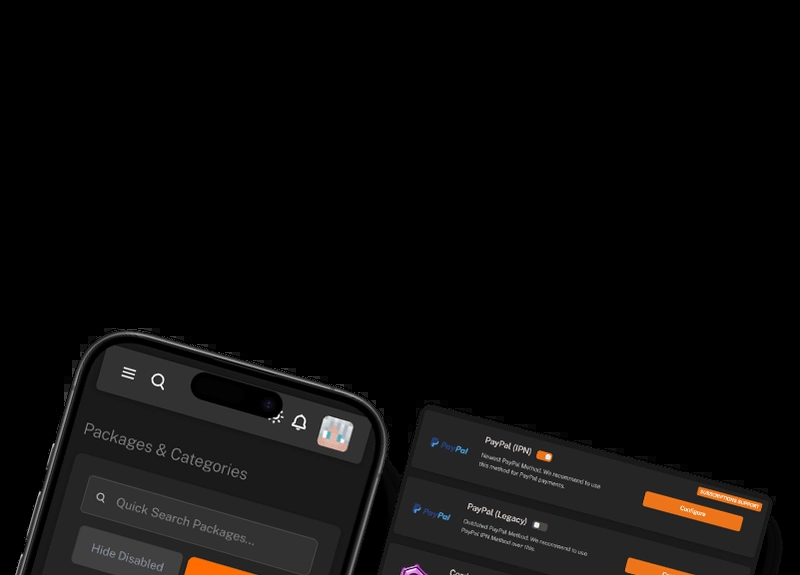 Packages & Categories
Quick Search Packages...
Hide Disabled
PayPal
PayPal (IPN)
Newest PayPal Method. We recommend to use
this method for PayPal payments.
SUBSCRIPTIONS SUPPORT
Configure
PayPal
PayPal (Legacy)
Outdated PayPal Method. We recommend to use
PayPal IPN Method over this.